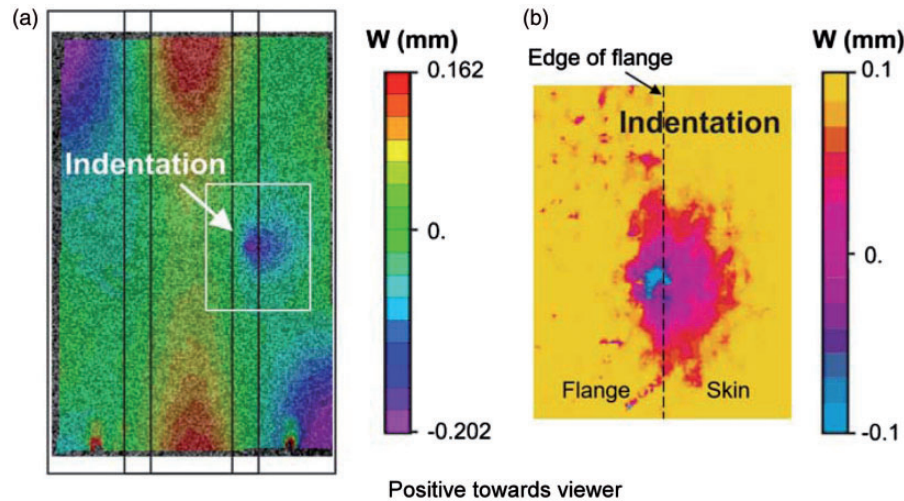 (a)
W (mm)
0.162
0.
-0.202
Indentation
(b)
Edge of flange
Indentation
Flange
Skin
W (mm)
0.1
0.
-0.1
Positive towards viewer